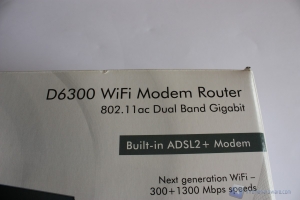 D6300 WiFi Modem Router
802.11ac Dual Band Gigabit
Built-in ADSL2+ Modem
Next generation WiFi –
300+1300 Mbps speeds